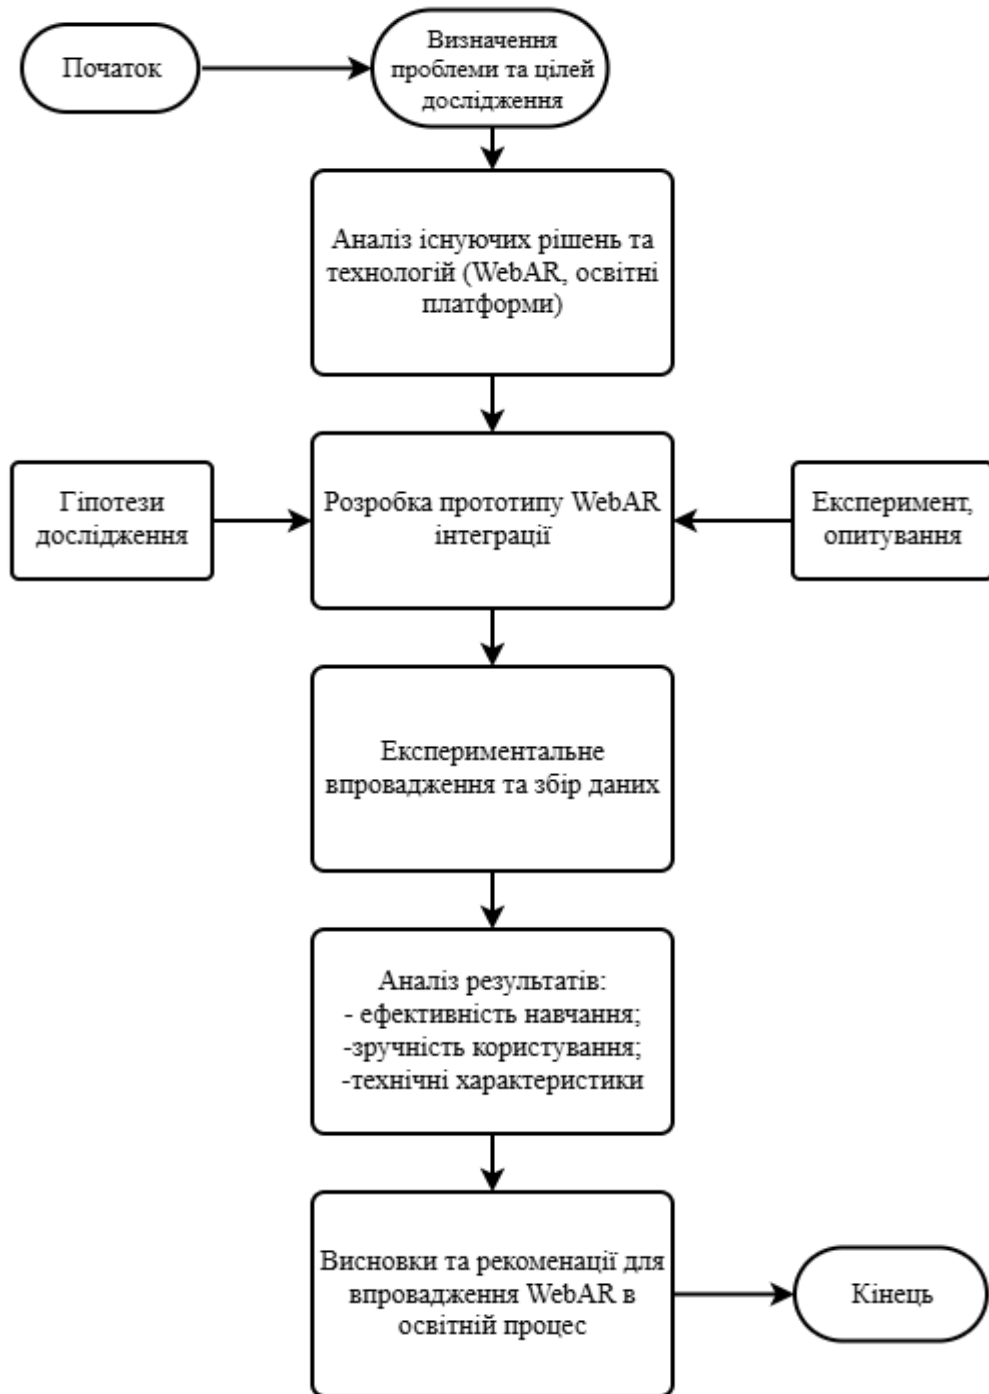 Початок
Визначення
проблеми та цілей
дослідження
Аналіз існуючих рішень та
технологій (WebAR, освітні
платформи)
Гіпотези
дослідження
Розробка прототипу WebAR
інтеграції
Експеримент,
опитування
Експериментальне
впровадження та збір даних
Аналіз результатів:
- ефективність навчання;
-зручність користування;
-технічні характеристики
Висновки та рекоменації для
впровадження WebAR в
освітній процес
Кінець